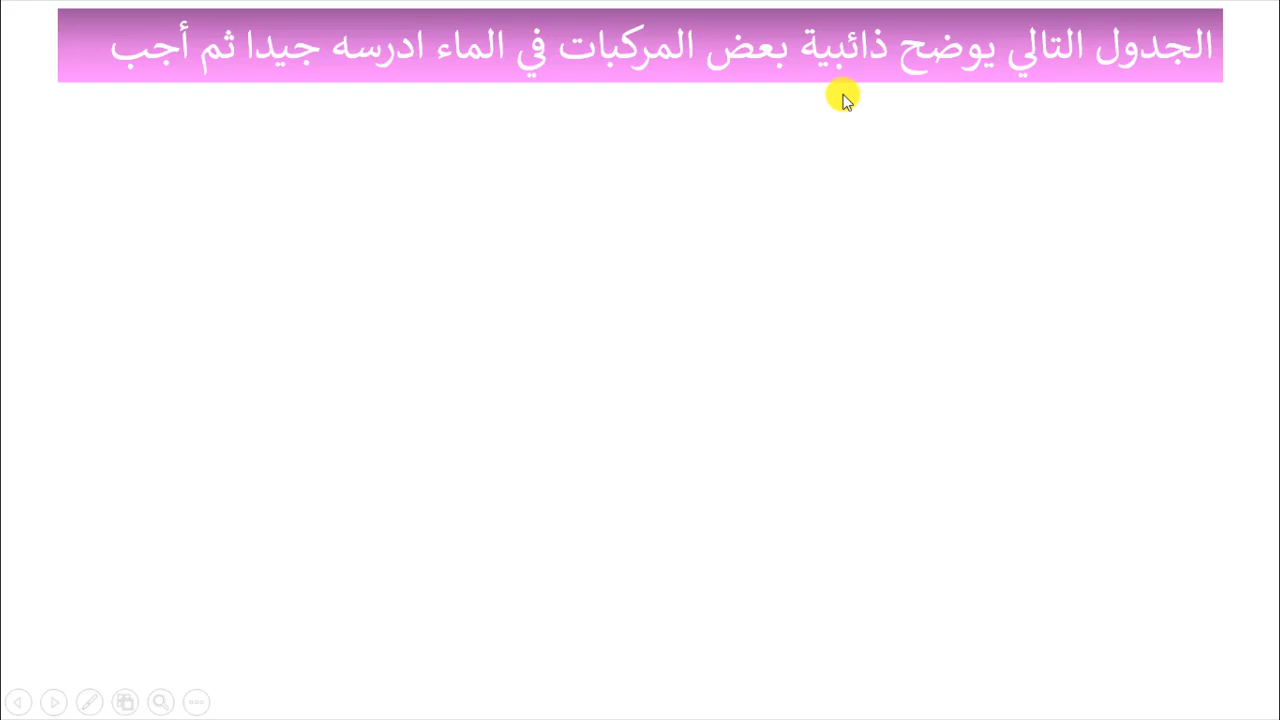 الجدول التالي يوضح ذائبية بعض المركبات في الماء ادرسه جيدا ثم أجب